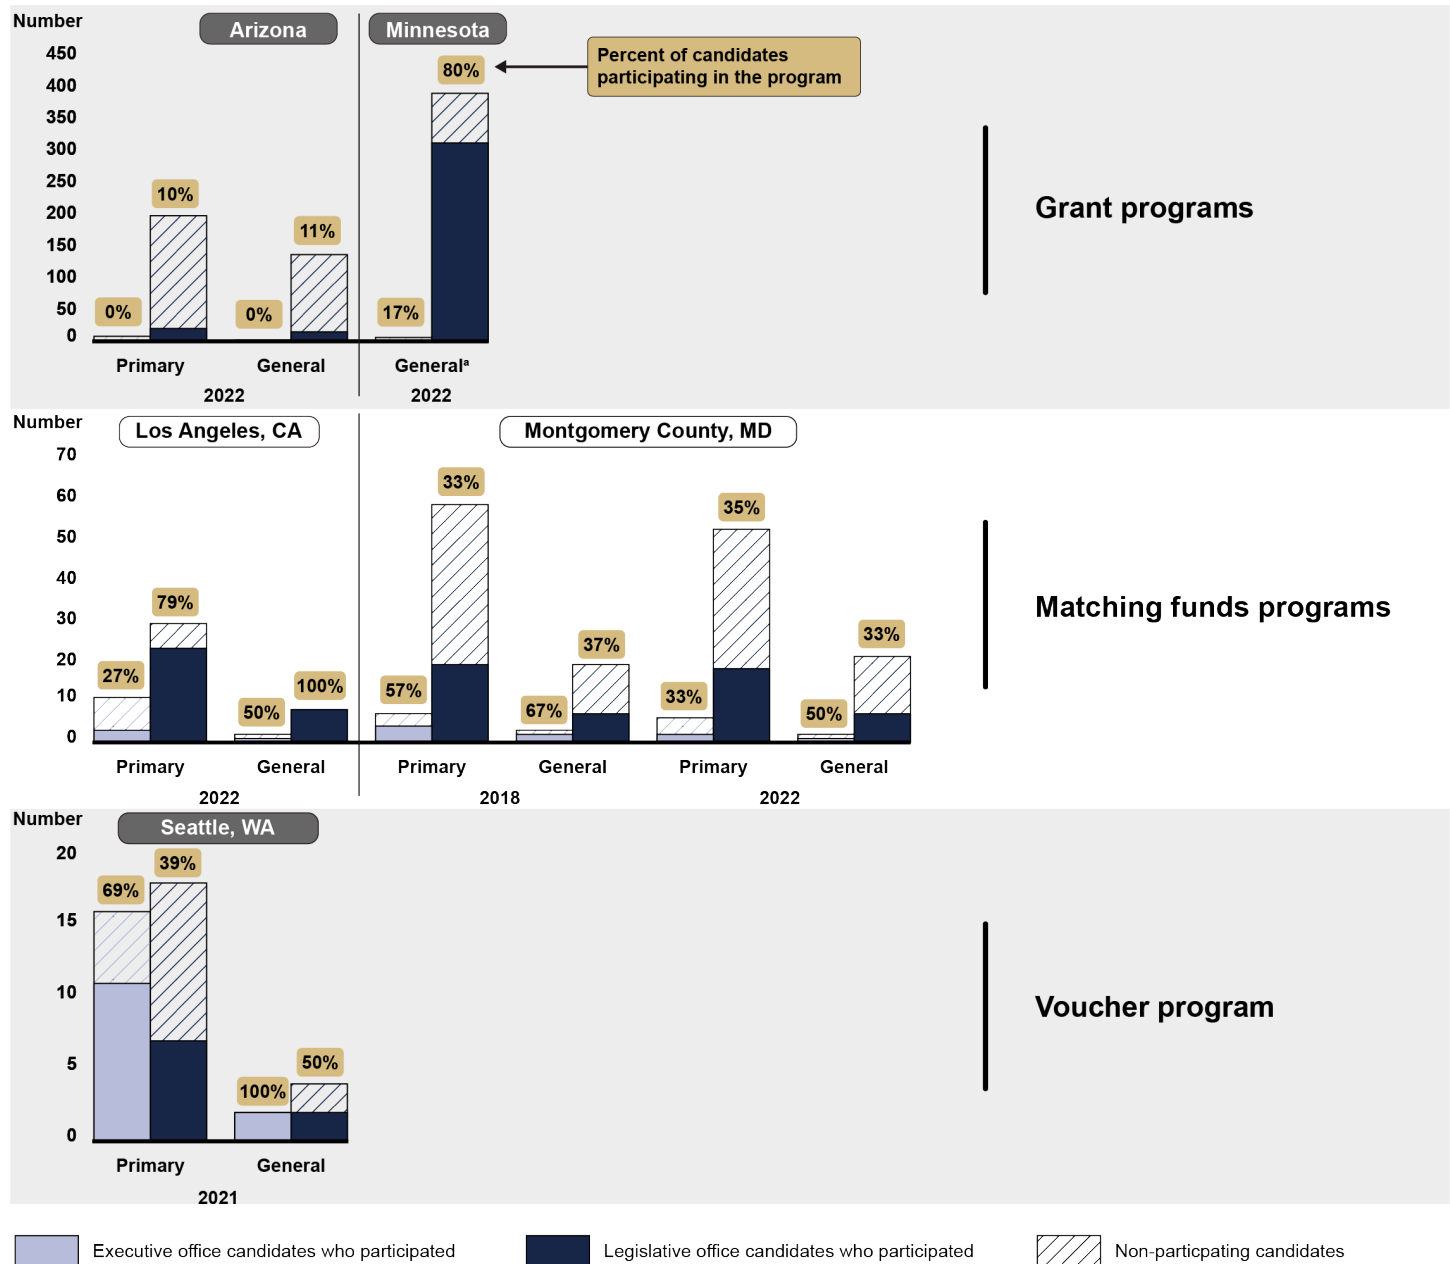 Number
Arizona
Minnesota
450
400
350
300
250
200
150
100
50
0
80%
Percent of candidates
participating in the program
10%
11%
0%
0%
17%
Primary
General
Generalᵃ
2022
2022
Grant programs
Number
Los Angeles, CA
Montgomery County, MD
70
60
50
40
30
20
10
0
27%
79%
50%
100%
57%
33%
67%
37%
33%
35%
50%
33%
Primary
General
Primary
General
Primary
General
2022
2018
2022
Matching funds programs
Number
Seattle, WA
20
15
10
5
0
69%
39%
100%
50%
Primary
General
2021
Voucher program
Executive office candidates who participated
Legislative office candidates who participated
Non-particpating candidates